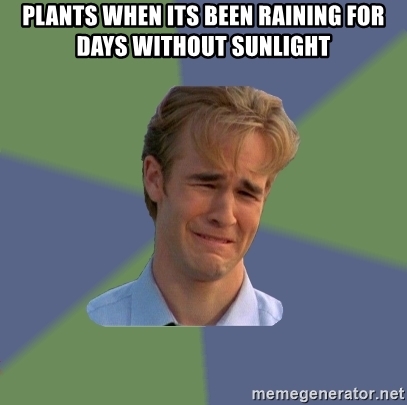 PLANTS WHEN ITS BEEN RAINING FOR
DAYS WITHOUT SUNLIGHT
memegenerator.net